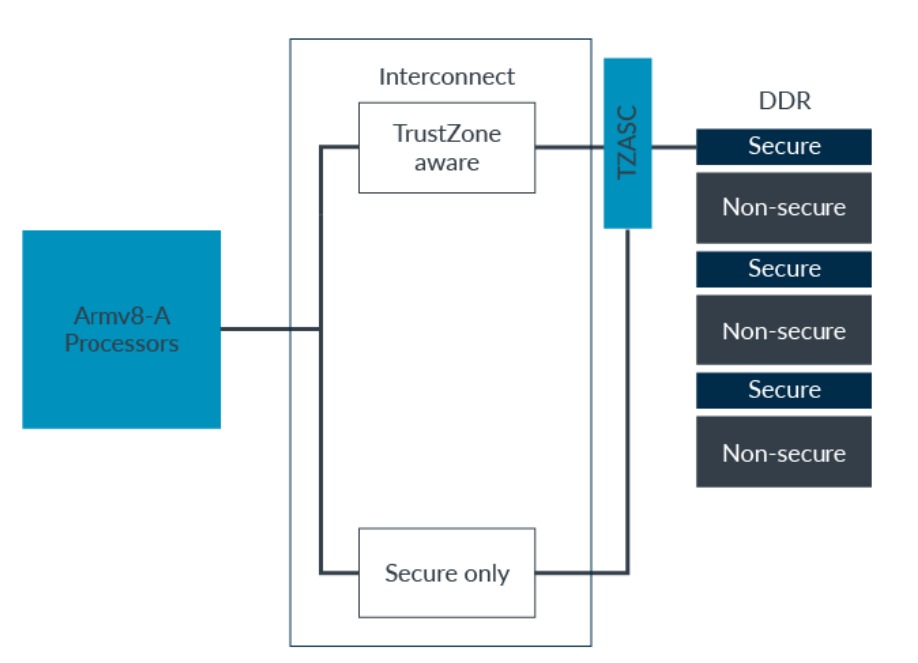 Interconnect
TrustZone
aware
TZASC
DDR
Secure
Non-secure
Secure
Non-secure
Secure
Non-secure
Armv8-A
Processors
Secure only